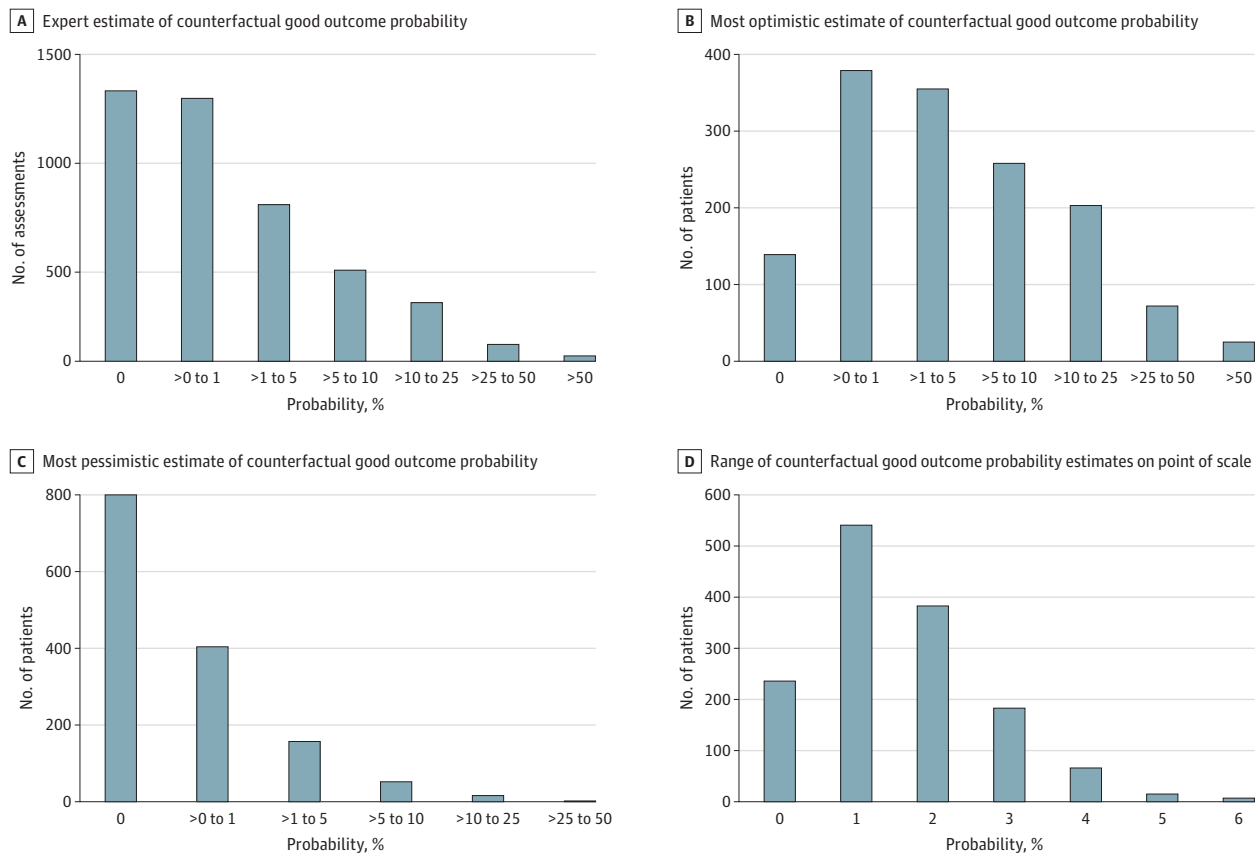 A Expert estimate of counterfactual good outcome probability
1500
1000
500
0
No. of assessments
0 >0 to 1 >1 to 5 >5 to 10 >10 to 25 >25 to 50 >50
Probability, %
B Most optimistic estimate of counterfactual good outcome probability
400
300
200
100
0
No. of patients
0 >0 to 1 >1 to 5 >5 to 10 >10 to 25 >25 to 50 >50
Probability, %
C Most pessimistic estimate of counterfactual good outcome probability
800
600
400
200
0
No. of patients
0 >0 to 1 >1 to 5 >5 to 10 >10 to 25 >25 to 50
Probability, %
D Range of counterfactual good outcome probability estimates on point of scale
600
500
400
300
200
100
0
No. of patients
0 1 2 3 4 5 6
Probability, %